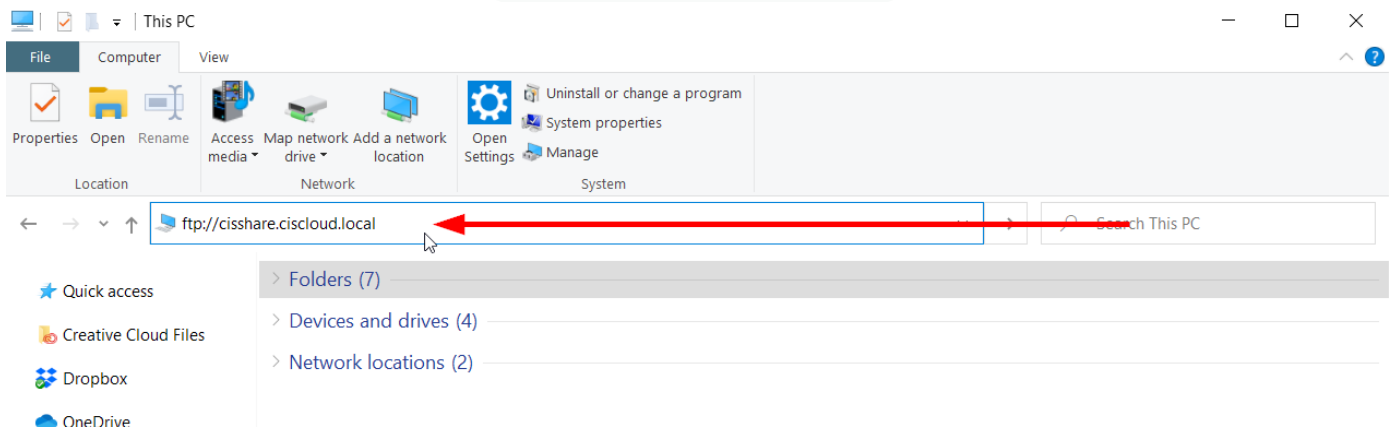 This PC
File Computer View
?
Properties Open Rename Access media Map network drive Add a network location Open Settings Uninstall or change a program
System properties
Manage
Location Network System
ftp://cisshare.ciscloud.local Search This PC
Quick access
Creative Cloud Files
Dropbox
OneDrive
Folders (7)
Devices and drives (4)
Network locations (2)